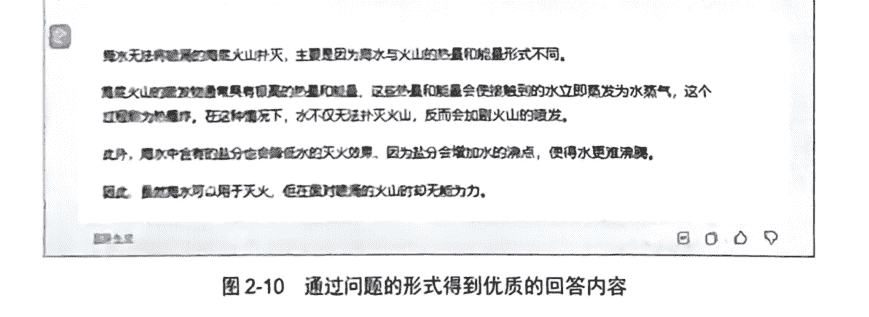 海水无法将喷涌的海底火山扑灭，主要是因为海水与火山的热量和能量形式不同。
海底火山的喷发物通常具有很高的热量和能量，这些热量和能量会使接触到的水立即蒸发为水蒸气，这个
过程称为热爆炸。在这种情况下，水不仅无法扑灭火山，反而会加剧火山的喷发。
此外，海水中含有的盐分也会降低水的灭火效果，因为盐分会增加水的沸点，使得水更难沸腾。
因此，虽然海水可以用于灭火，但在面对喷涌的火山时却无能为力。
重新生成
图2-10 通过问题的形式得到优质的回答内容